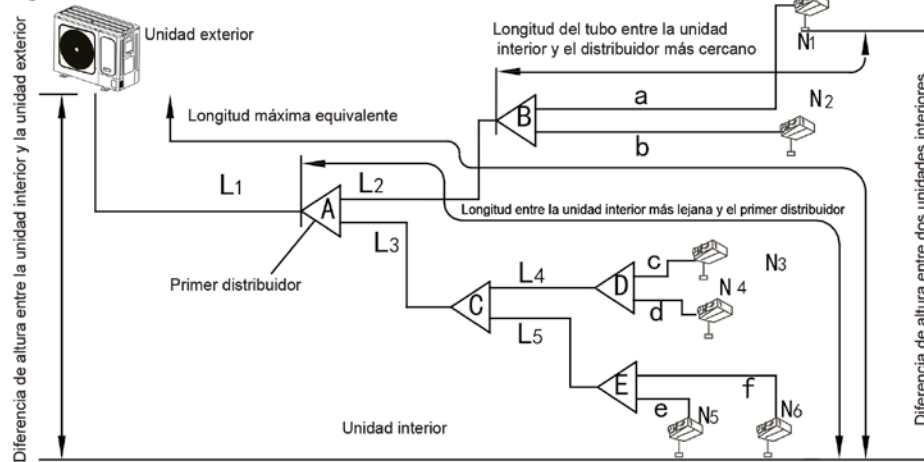 Diferencia de altura entre la unidad interior y la unidad exterior
Unidad exterior
Longitud del tubo entre la unidad
interior y el distribuidor más cercano
N1
Longitud máxima equivalente
B
a
N2
b
L1
A
L2
Longitud entre la unidad interior más lejana y el primer distribuidor
L3
Primer distribuidor
C
L4
D
c
N3
d
N4
L5
E
f
e
N5
N6
Unidad interior
Diferencia de altura entre dos unidades interiores